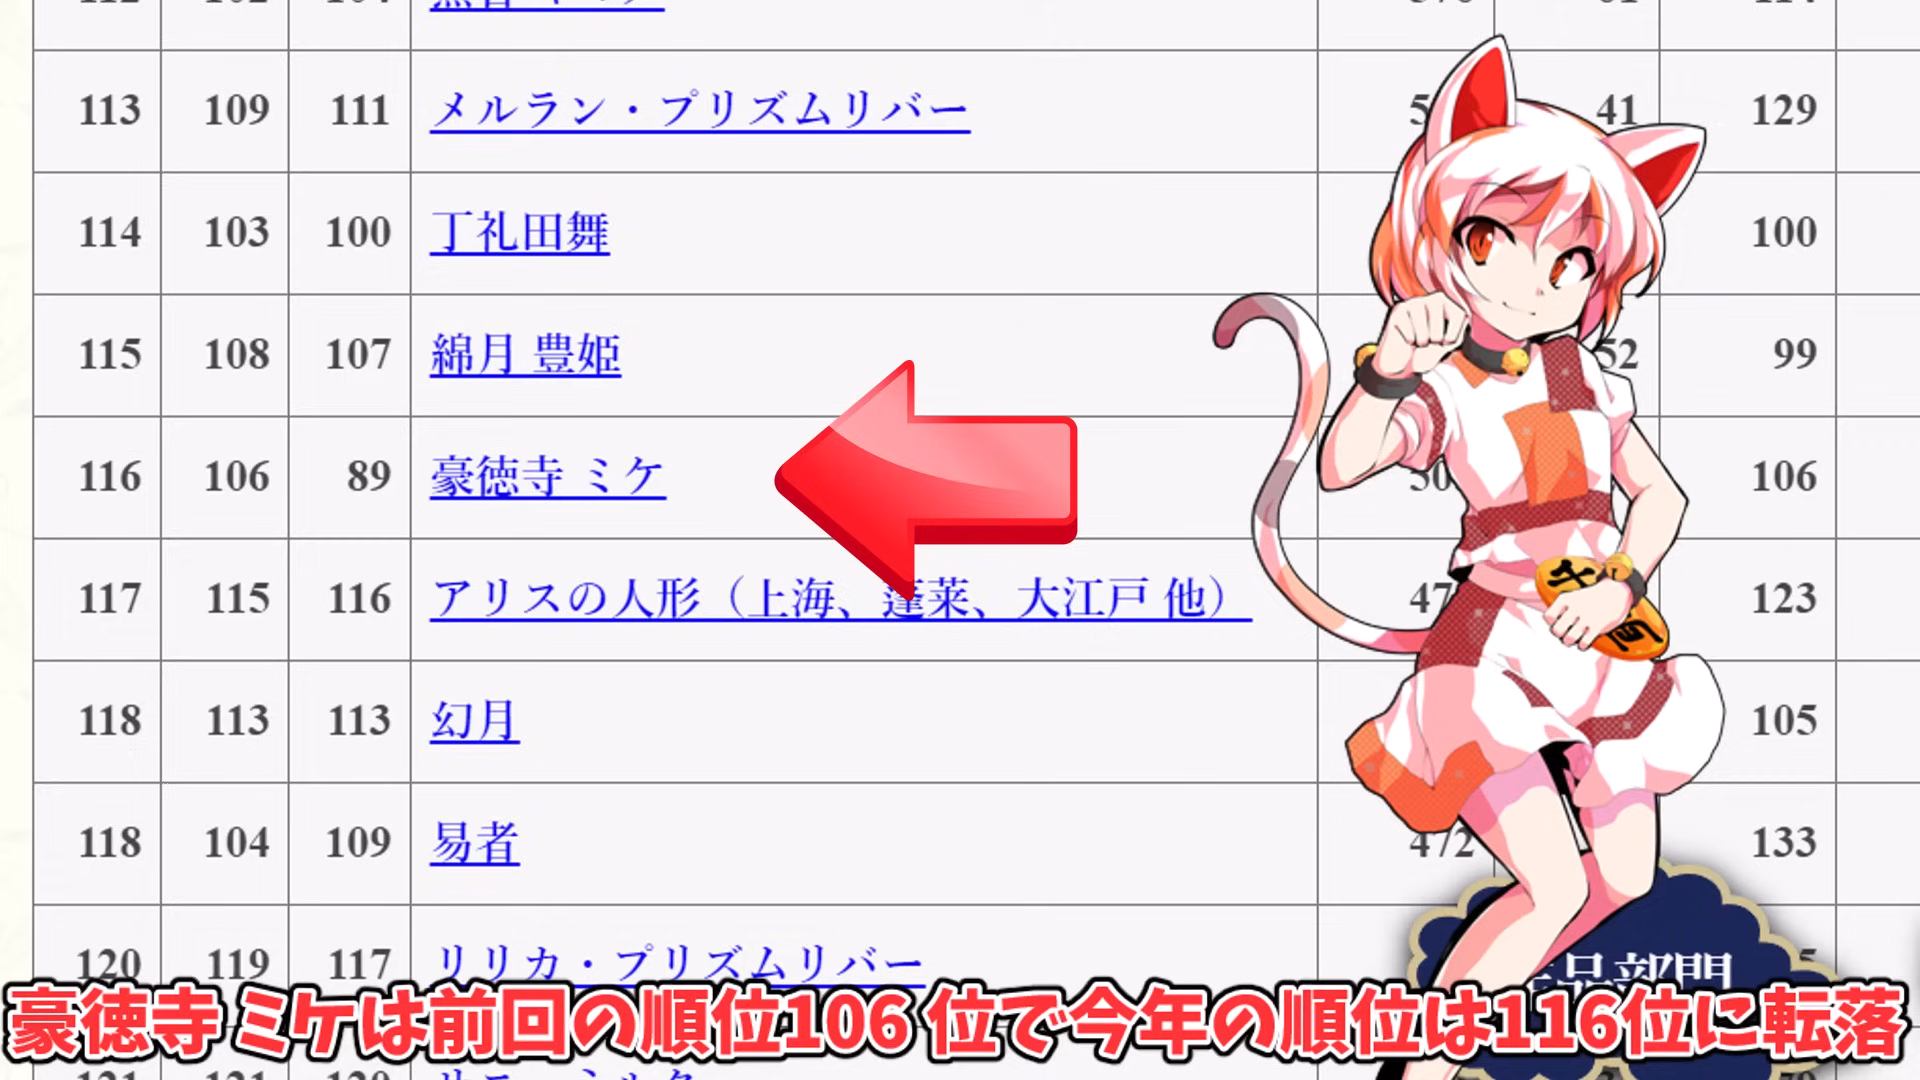 113 109 111 メルラン・プリズムリバー 41 129
114 103 100 丁礼田舞 100
115 108 107 綿月 豊姫 52 99
116 106 89 豪徳寺 ミケ 50 106
117 115 116 アリスの人形（上海、蓬莱、大江戸 他） 47 123
118 113 113 幻月 105
118 104 109 易者 472 133
120 119 117 リリカ・プリズムリバー
品部門
豪徳寺 ミケは前回の順位106 位で今年の順位は116位に転落